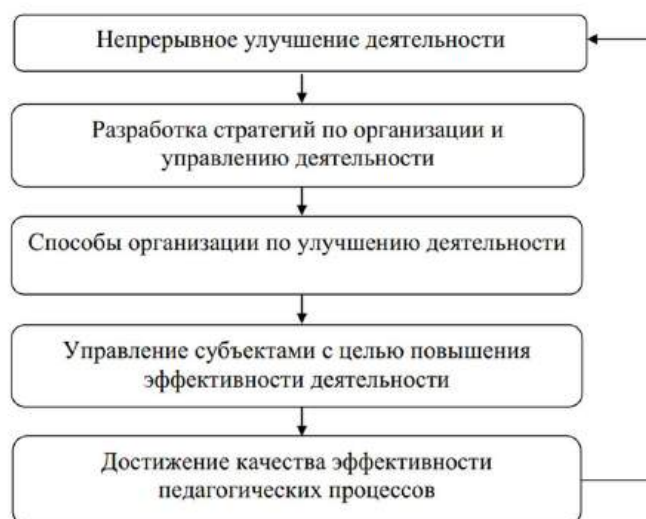 Непрерывное улучшение деятельности
Разработка стратегий по организации и
управлению деятельности
Способы организации по улучшению деятельности
Управление субъектами с целью повышения
эффективности деятельности
Достижение качества эффективности
педагогических процессов